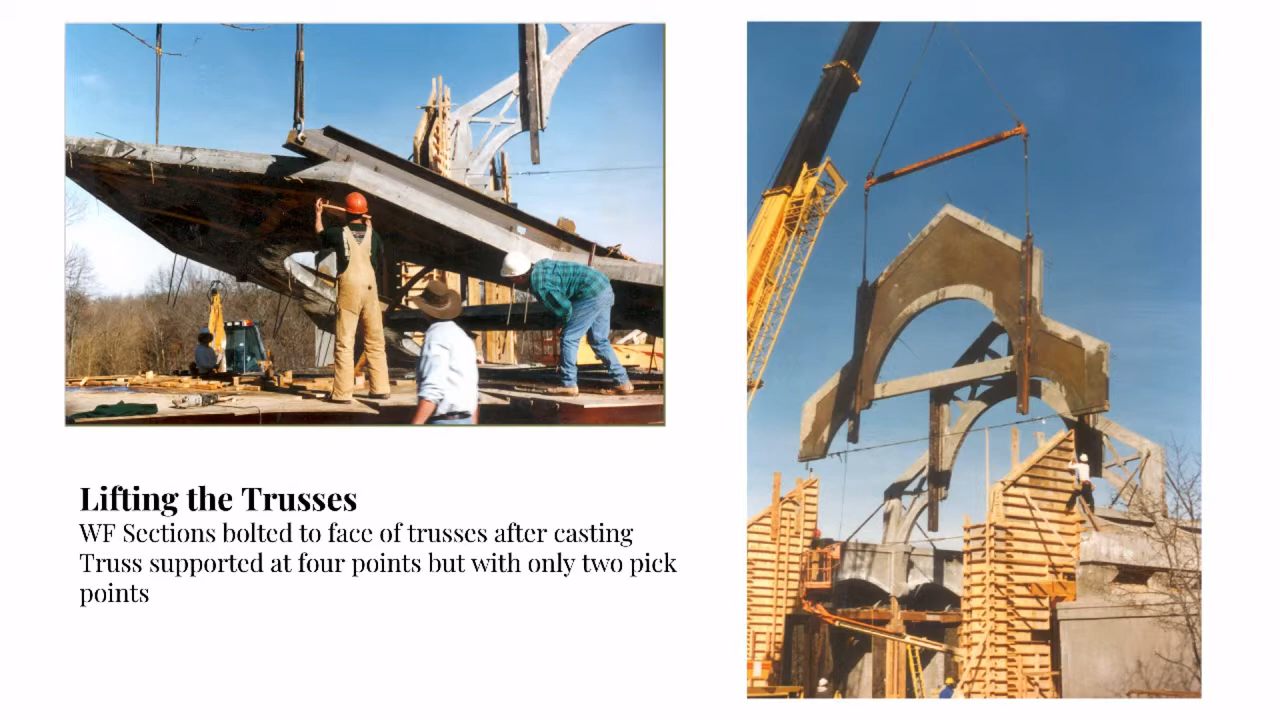 Lifting the Trusses
WF Sections bolted to face of trusses after casting
Truss supported at four points but with only two pick
points